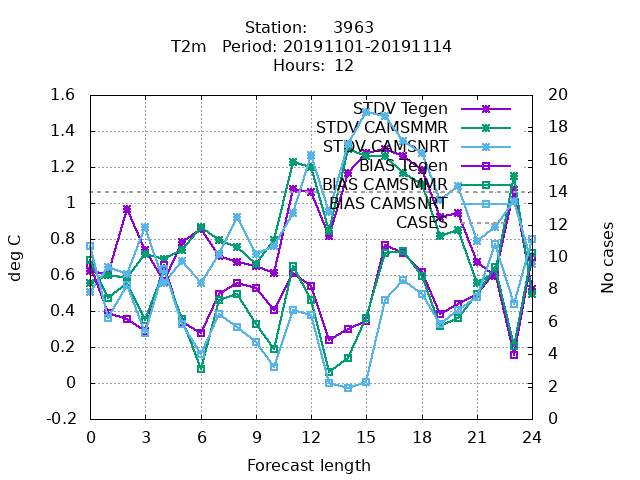 Station:     3963
T2m   Period: 20191101-20191114
Hours: 12
1.6
1.4
1.2
1
0.8
0.6
0.4
0.2
0
-0.2
20
18
16
14
12
10
8
6
4
2
0
STDV Tegen
STDV CAMSMMR
STDV CAMSNRT
BIAS Tegen
BIAS CAMSMMR
BIAS CAMSNRT
CASES
deg C
No cases
0 3 6 9 12 15 18 21 24
Forecast length